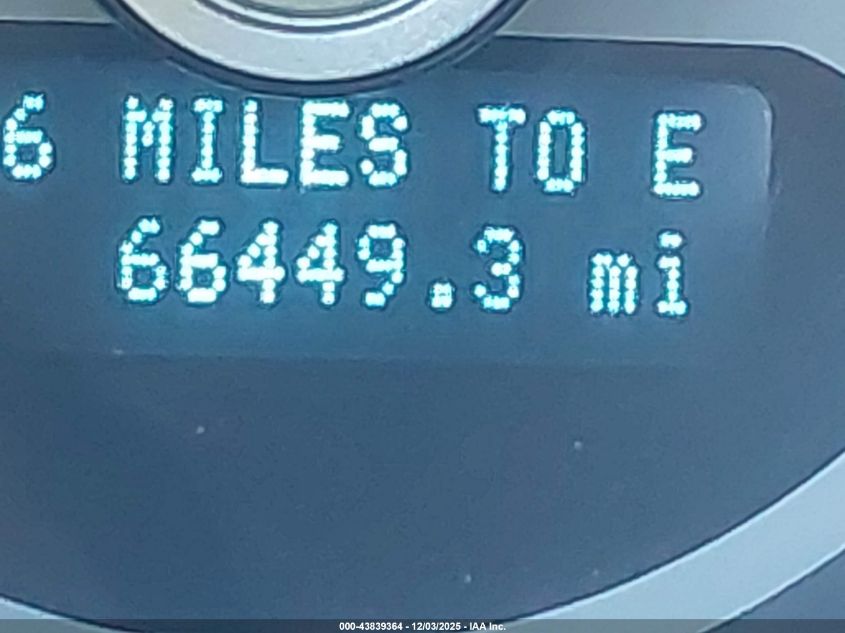 6 MILES TO E
66449.3 mi
000-43839364 - 12/03/2025 - IAA Inc.